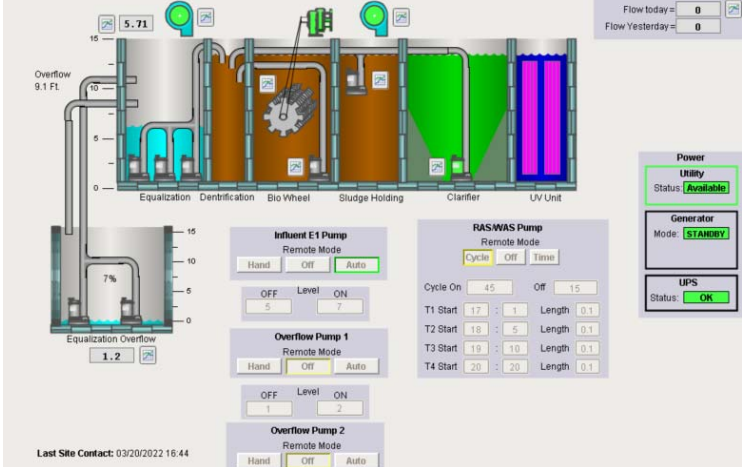 5.71
Flow today = 0
Flow Yesterday = 0
15
Overflow
9.1 Ft.
10
5
0
Equalization Dentrification Bio Wheel Sludge Holding Clarifier UV Unit
Power
Utility
Status: Available
Generator
Mode: STANDBY
UPS
Status: OK
15
10
5
0
7%
Equalization Overflow
1.2
Influent E1 Pump
Remote Mode
Hand Off Auto
OFF Level ON
5 7
Overflow Pump 1
Remote Mode
Hand Off Auto
OFF Level ON
1 2
Overflow Pump 2
Remote Mode
Hand Off Auto
RAS/WAS Pump
Remote Mode
Cycle Off Time
Cycle On 45 Off 15
T1 Start 17 : 1 Length 0.1
T2 Start 18 : 5 Length 0.1
T3 Start 19 : 10 Length 0.1
T4 Start 20 : 20 Length 0.1
Last Site Contact: 03/20/2022 16:44